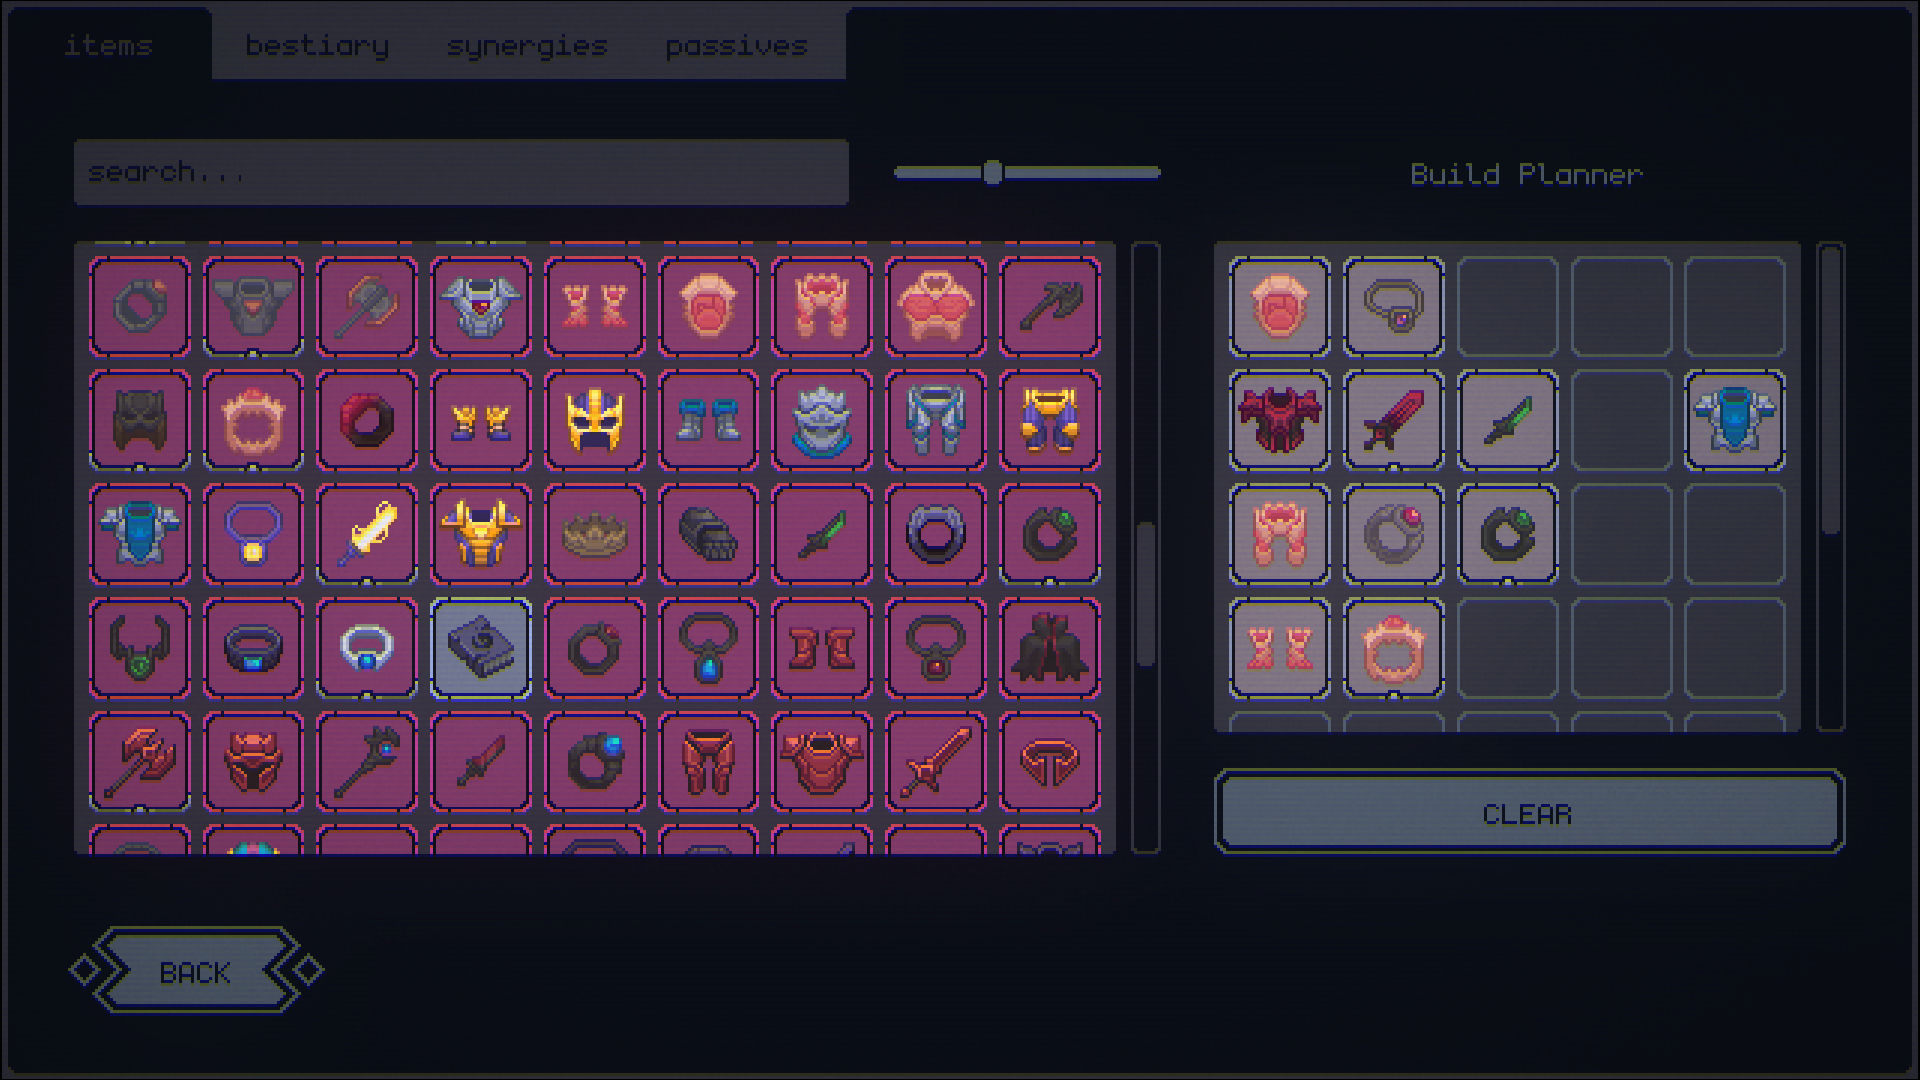 items
bestiary
synergies
passives
search...
Build Planner
CLEAR
BACK